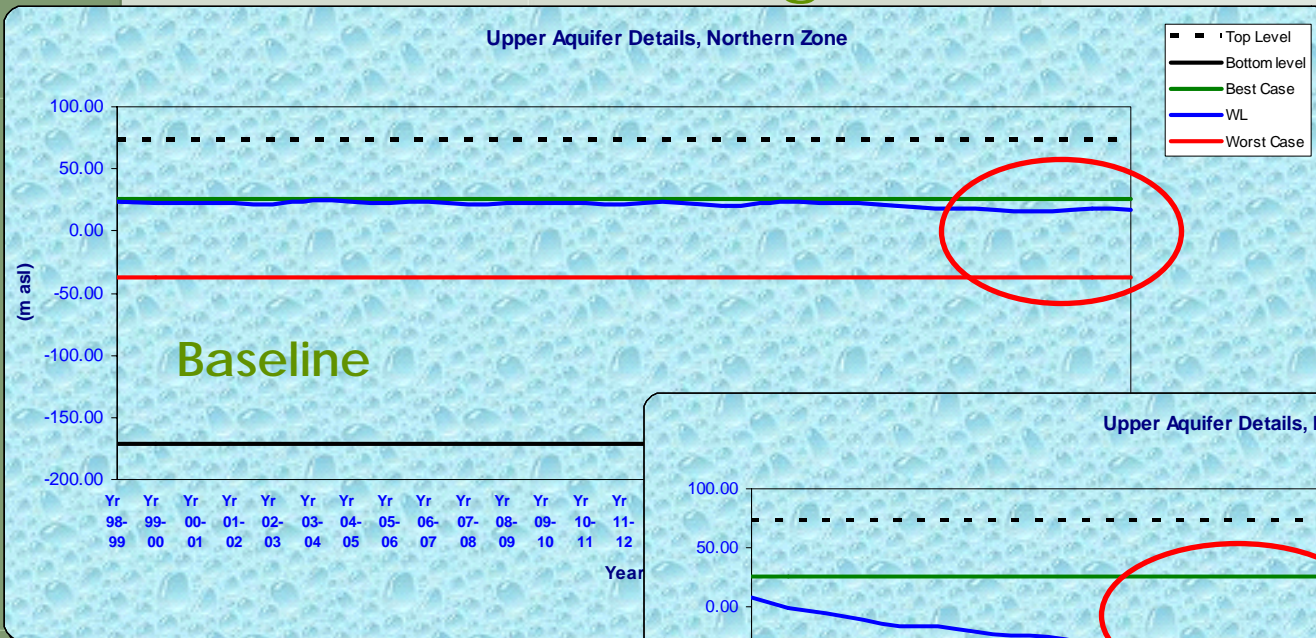 Upper Aquifer Details, Northern Zone
Top Level
Bottom level
Best Case
WL
Worst Case
100.00
50.00
0.00
-50.00
-100.00
-150.00
-200.00
(m asl)
Baseline
Yr 98-99
Yr 99-00
Yr 00-01
Yr 01-02
Yr 02-03
Yr 03-04
Yr 04-05
Yr 05-06
Yr 06-07
Yr 07-08
Yr 08-09
Yr 09-10
Yr 10-11
Yr 11-12
Year
Upper Aquifer Details,
100.00
50.00
0.00